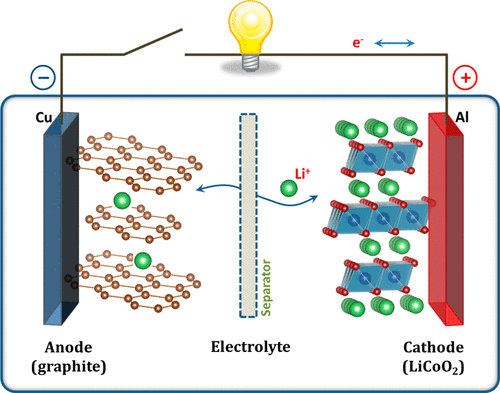 e-
−
+
Cu
Al
Li+
Separator
Anode
(graphite)
Electrolyte
Cathode
(LiCoO2)